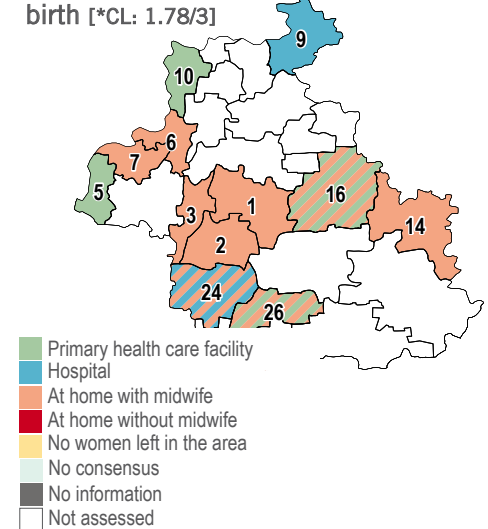 birth [*CL: 1.78/3]
9
10
6
7
5
16
3
1
14
2
24
26
Primary health care facility
Hospital
At home with midwife
At home without midwife
No women left in the area
No consensus
No information
Not assessed